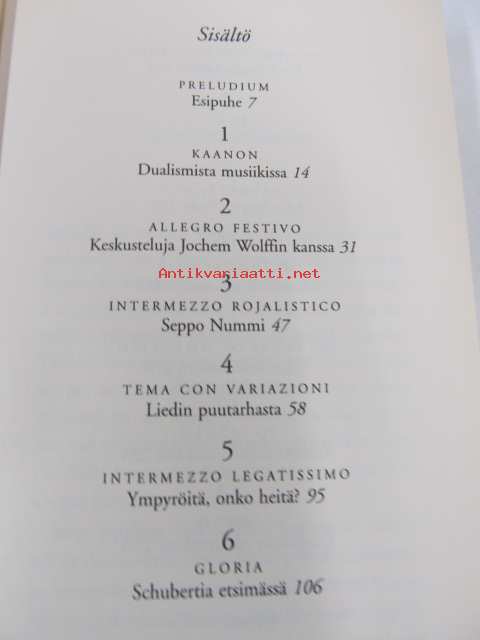 Sisältö
PRELUDIUM
Esipuhe 7
1
KAANON
Dualismista musiikissa 14
2
ALLEGRO FESTIVO
Keskusteluja Jochem Wolffin kanssa 31
Antikvariaatti.net
3
INTERMEZZO ROJALISTICO
Seppo Nummi 47
4
TEMA CON VARIAZIONI
Liedin puutarhasta 58
5
INTERMEZZO LEGATISSIMO
Ympyröitä, onko heitä? 95
6
GLORIA
Schubertia etsimässä 106